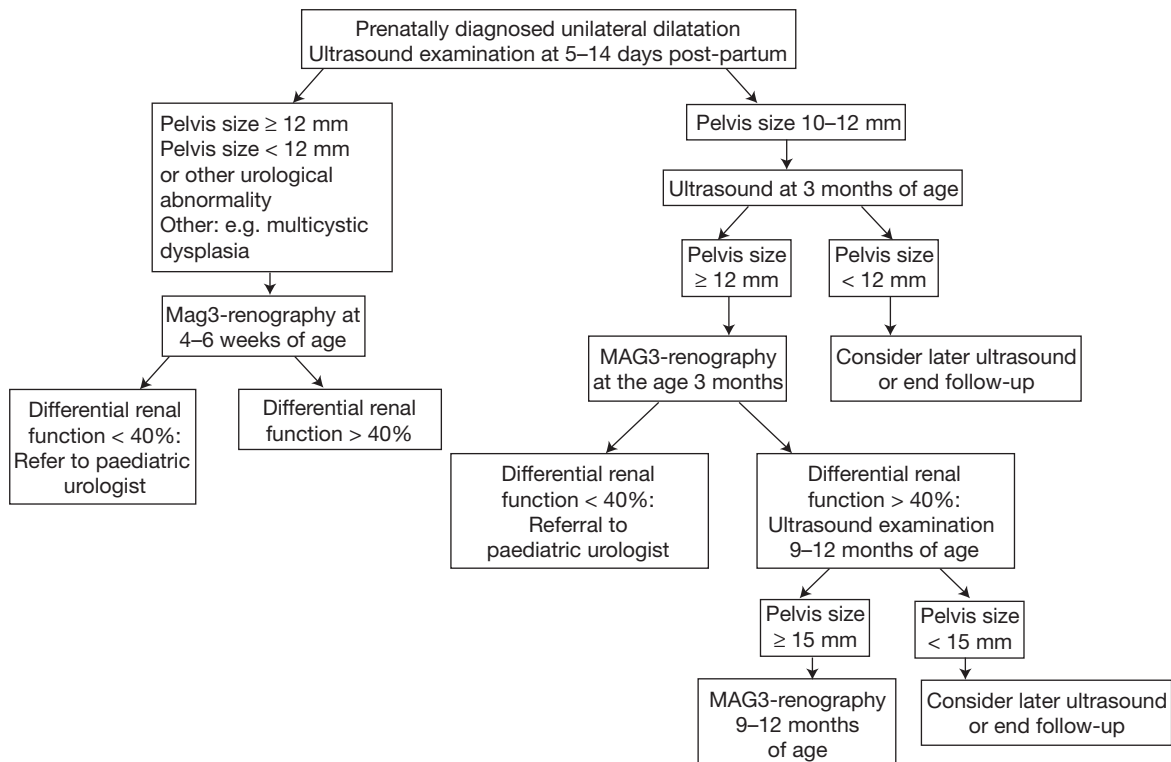 Prenatally diagnosed unilateral dilatation
Ultrasound examination at 5–14 days post-partum
Pelvis size ≥ 12 mm
Pelvis size < 12 mm
or other urological
abnormality
Other: e.g. multicystic
dysplasia
Mag3-renography at
4–6 weeks of age
Differential renal
function < 40%:
Refer to paediatric
urologist
Differential renal
function > 40%
Pelvis size 10–12 mm
Ultrasound at 3 months of age
Pelvis size
≥ 12 mm
Pelvis size
< 12 mm
MAG3-renography
at the age 3 months
Consider later ultrasound
or end follow-up
Differential renal
function < 40%:
Referral to
paediatric urologist
Differential renal
function > 40%:
Ultrasound examination
9–12 months of age
Pelvis size
≥ 15 mm
Pelvis size
< 15 mm
MAG3-renography
9–12 months
of age
Consider later ultrasound
or end follow-up